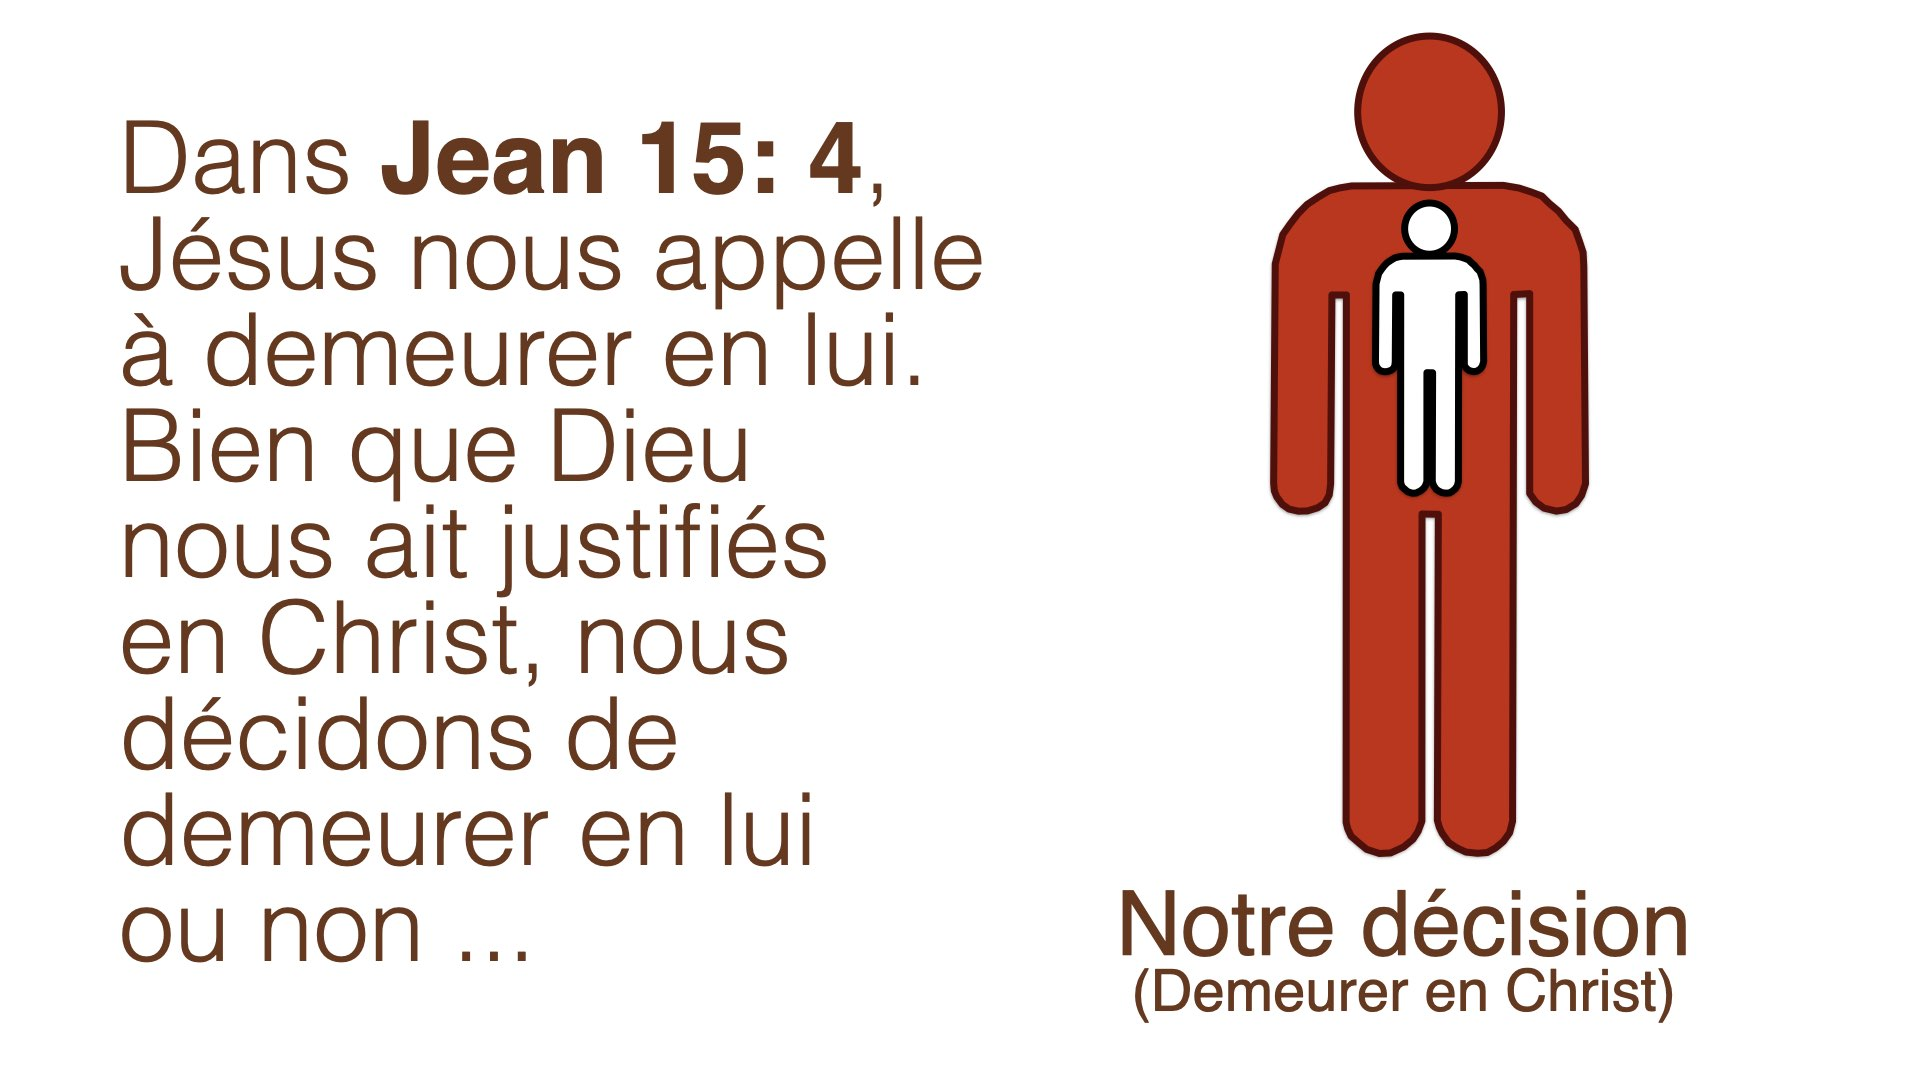 Dans Jean 15: 4,
Jésus nous appelle
à demeurer en lui.
Bien que Dieu
nous ait justifiés
en Christ, nous
décidons de
demeurer en lui
ou non ...
Notre décision
(Demeurer en Christ)